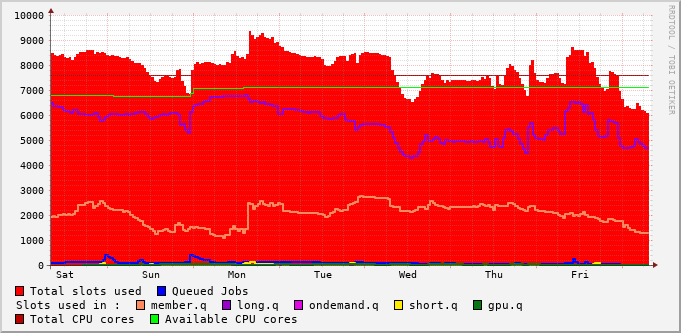 10000
9000
8000
7000
6000
5000
4000
3000
2000
1000
0
Sat Sun Mon Tue Wed Thu Fri
RRDTOOL / TOBI OETIKER
Total slots used Queued Jobs
Slots used in : member.q long.q ondemand.q short.q gpu.q
Total CPU cores Available CPU cores